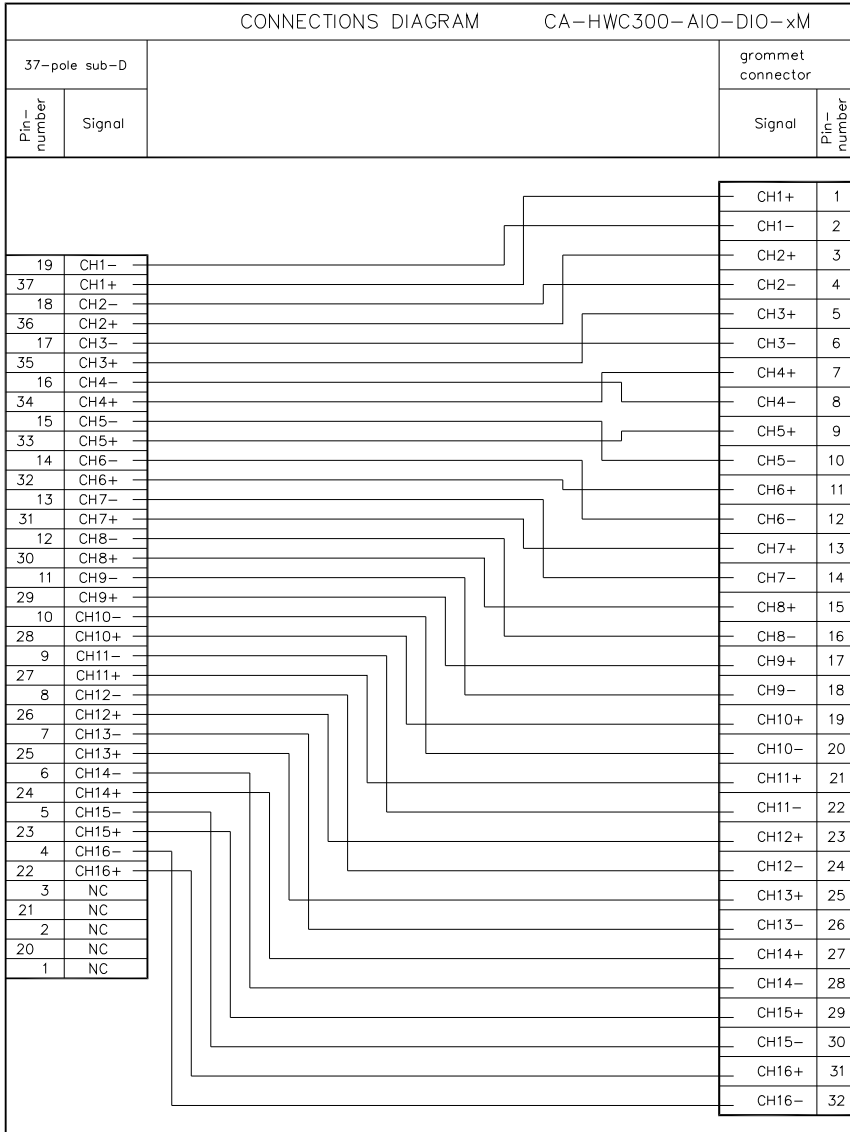 CONNECTIONS DIAGRAM CA-HWC300-AIO-DIO-xM
37-pole sub-D
grommet
connector
Pin-
number
Signal
Signal
Pin-
number
CH1+ 1
CH1- 2
CH2+ 3
CH2- 4
CH3+ 5
CH3- 6
CH4+ 7
CH4- 8
CH5+ 9
CH5- 10
CH6+ 11
CH6- 12
CH7+ 13
CH7- 14
CH8+ 15
CH8- 16
CH9+ 17
CH9- 18
CH10+ 19
CH10- 20
CH11+ 21
CH11- 22
CH12+ 23
CH12- 24
CH13+ 25
CH13- 26
CH14+ 27
CH14- 28
CH15+ 29
CH15- 30
CH16+ 31
CH16- 32
19 CH1-
37 CH1+
18 CH2-
36 CH2+
17 CH3-
35 CH3+
16 CH4-
34 CH4+
15 CH5-
33 CH5+
14 CH6-
32 CH6+
13 CH7-
31 CH7+
12 CH8-
30 CH8+
11 CH9-
29 CH9+
10 CH10-
28 CH10+
9 CH11-
27 CH11+
8 CH12-
26 CH12+
7 CH13-
25 CH13+
6 CH14-
24 CH14+
5 CH15-
23 CH15+
4 CH16-
22 CH16+
3 NC
21 NC
2 NC
20 NC
1 NC